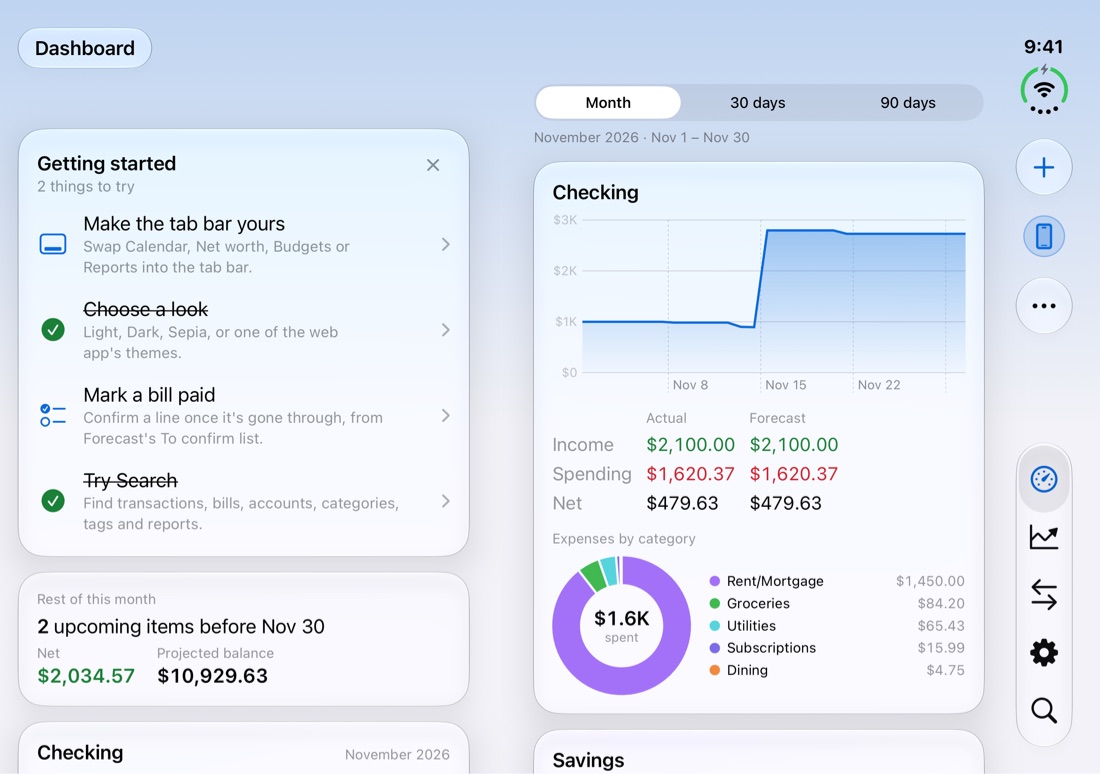 Dashboard
9:41
Getting started
2 things to try
Make the tab bar yours
Swap Calendar, Net worth, Budgets or
Reports into the tab bar.
Choose a look
Light, Dark, Sepia, or one of the web
app's themes.
Mark a bill paid
Confirm a line once it's gone through, from
Forecast's To confirm list.
Try Search
Find transactions, bills, accounts, categories,
tags and reports.
Rest of this month
2 upcoming items before Nov 30
Net Projected balance
$2,034.57 $10,929.63
Checking November 2026
Month 30 days 90 days
November 2026 · Nov 1 – Nov 30
Checking
$3K
$2K
$1K
$0
Nov 8 Nov 15 Nov 22
Actual Forecast
Income $2,100.00 $2,100.00
Spending $1,620.37 $1,620.37
Net $479.63 $479.63
Expenses by category
$1.6K
spent
Rent/Mortgage $1,450.00
Groceries $84.20
Utilities $65.43
Subscriptions $15.99
Dining $4.75
Savings